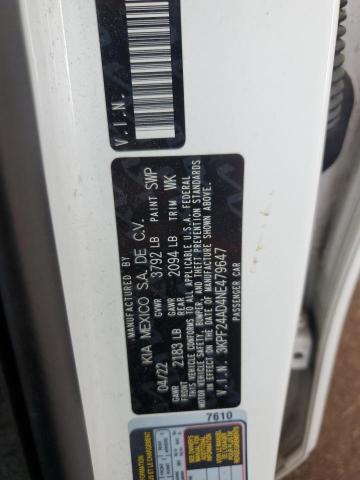 V.I.N.
KIA MEXICO SA, DE C.V.
04/22 GVWR 3792 LB PAINT SWP
GAWR FRONT 2183 LB GAWR REAR 2094 LB TRIM WK
THIS VEHICLE CONFORMS TO ALL APPLICABLE U.S.A. FEDERAL
MOTOR VEHICLE SAFETY, BUMPER, AND THEFT PREVENTION STANDARDS
IN EFFECT ON THE DATE OF MANUFACTURE SHOWN ABOVE.
V.I.N. 3KPF24AD4NE479647
PASSENGER CAR
7610